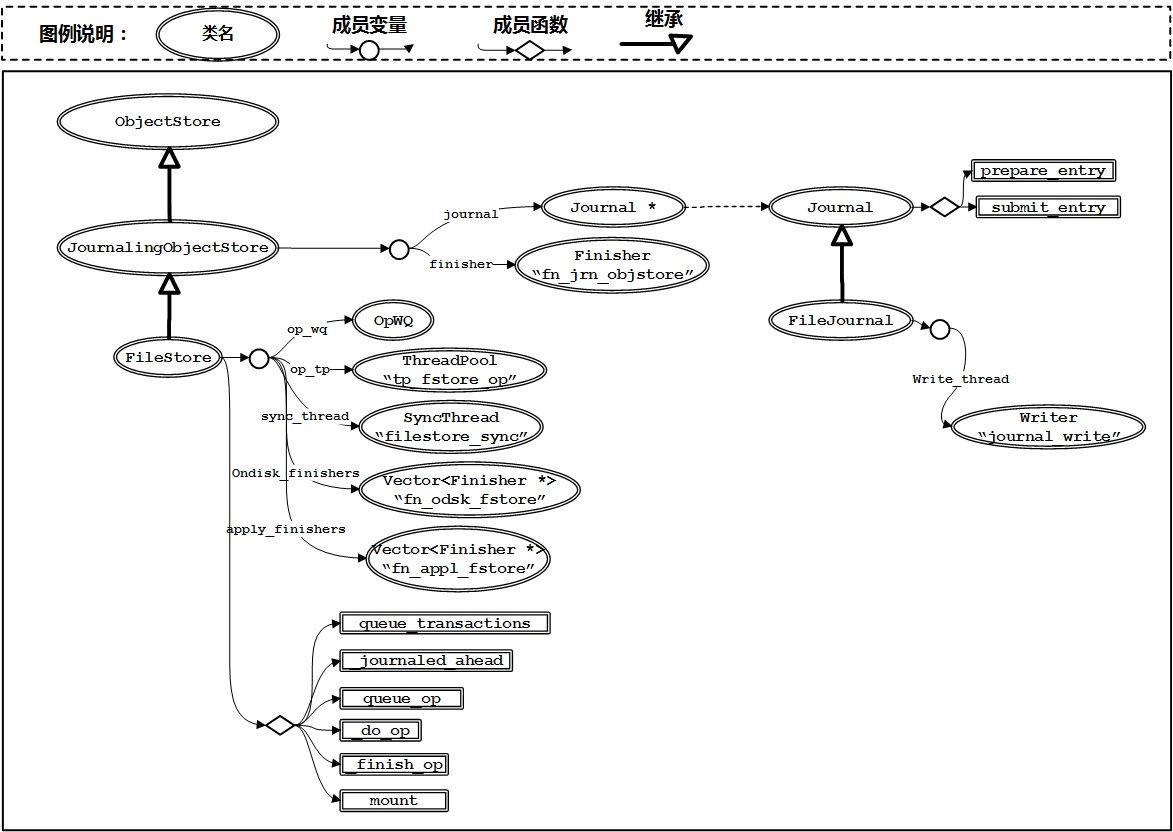 图例说明：
类名
成员变量
成员函数
继承
ObjectStore
JournalingObjectStore
FileStore
journal
finisher
Journal *
Finisher
“fn_jrn_objstore”
Journal
prepare_entry
submit_entry
FileJournal
Write_thread
Writer
“journal_write”
op_wq
OpWQ
op_tp
ThreadPool
“tp_fstore_op”
sync_thread
SyncThread
“filestore_sync”
Ondisk_finishers
Vector<Finisher *>
“fn_odsk_fstore”
apply_finishers
Vector<Finisher *>
“fn_appl_fstore”
queue_transactions
_journaled_ahead
queue_op
_do_op
_finish_op
mount